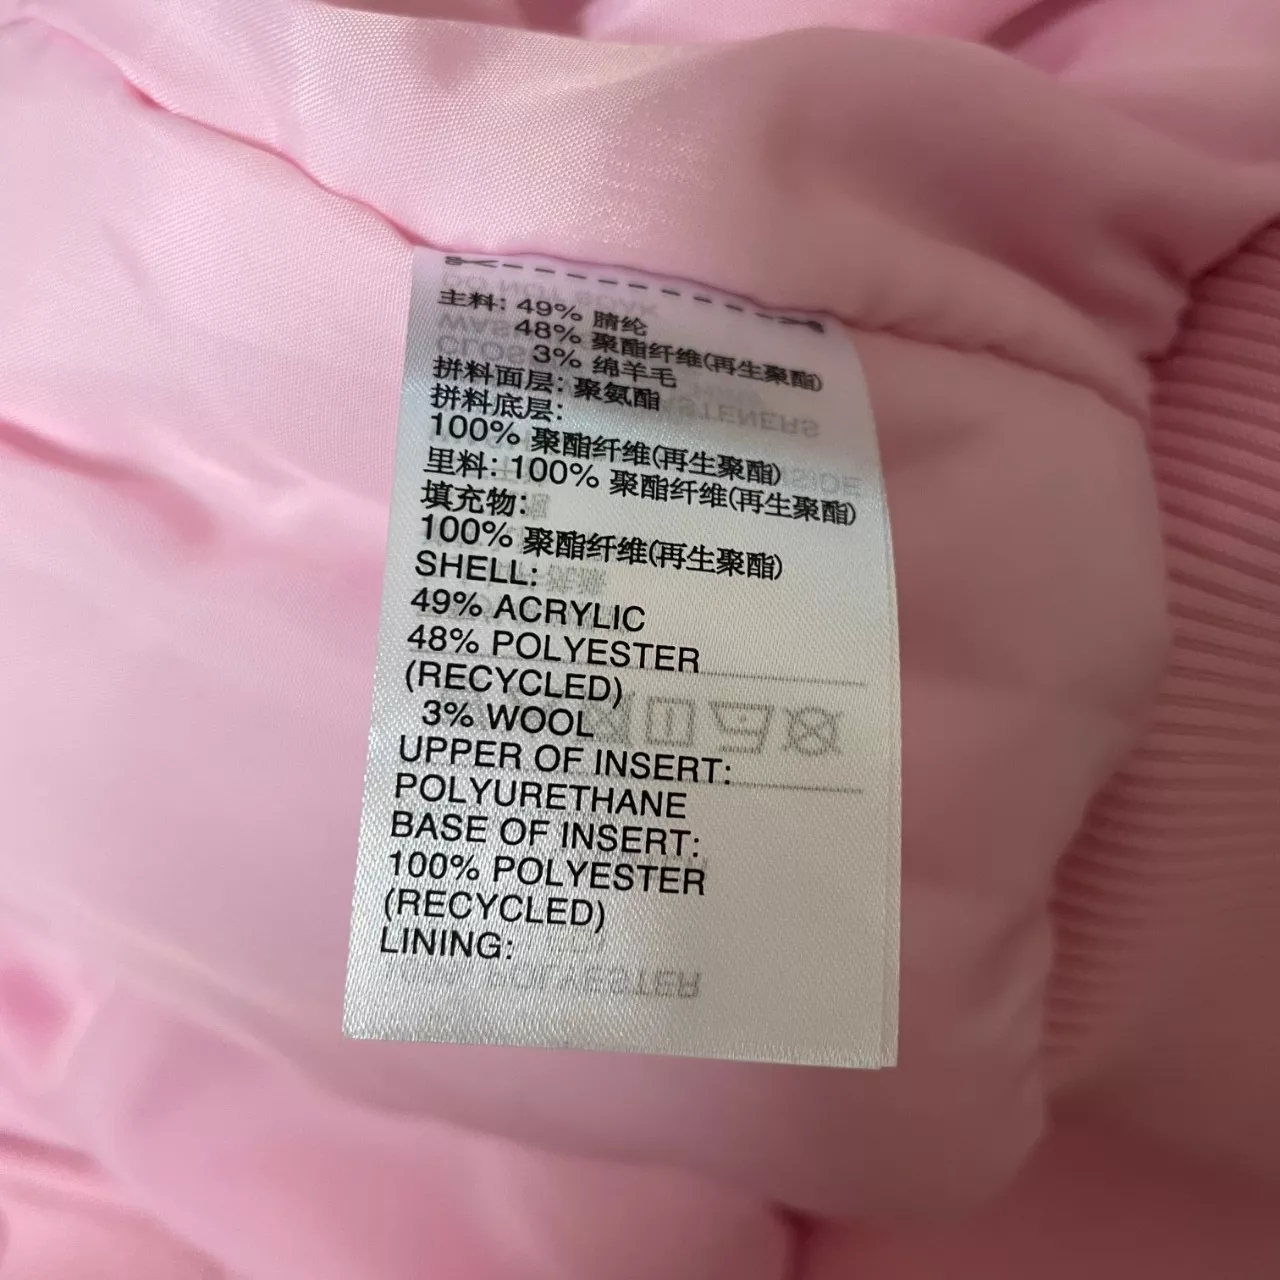 主料: 49% 腈纶
48% 聚酯纤维(再生聚酯)
3% 绵羊毛
拼料面层: 聚氨酯
拼料底层:
100% 聚酯纤维(再生聚酯)
里料: 100% 聚酯纤维(再生聚酯)
填充物:
100% 聚酯纤维(再生聚酯)
SHELL:
49% ACRYLIC
48% POLYESTER
(RECYCLED)
3% WOOL
UPPER OF INSERT:
POLYURETHANE
BASE OF INSERT:
100% POLYESTER
(RECYCLED)
LINING: